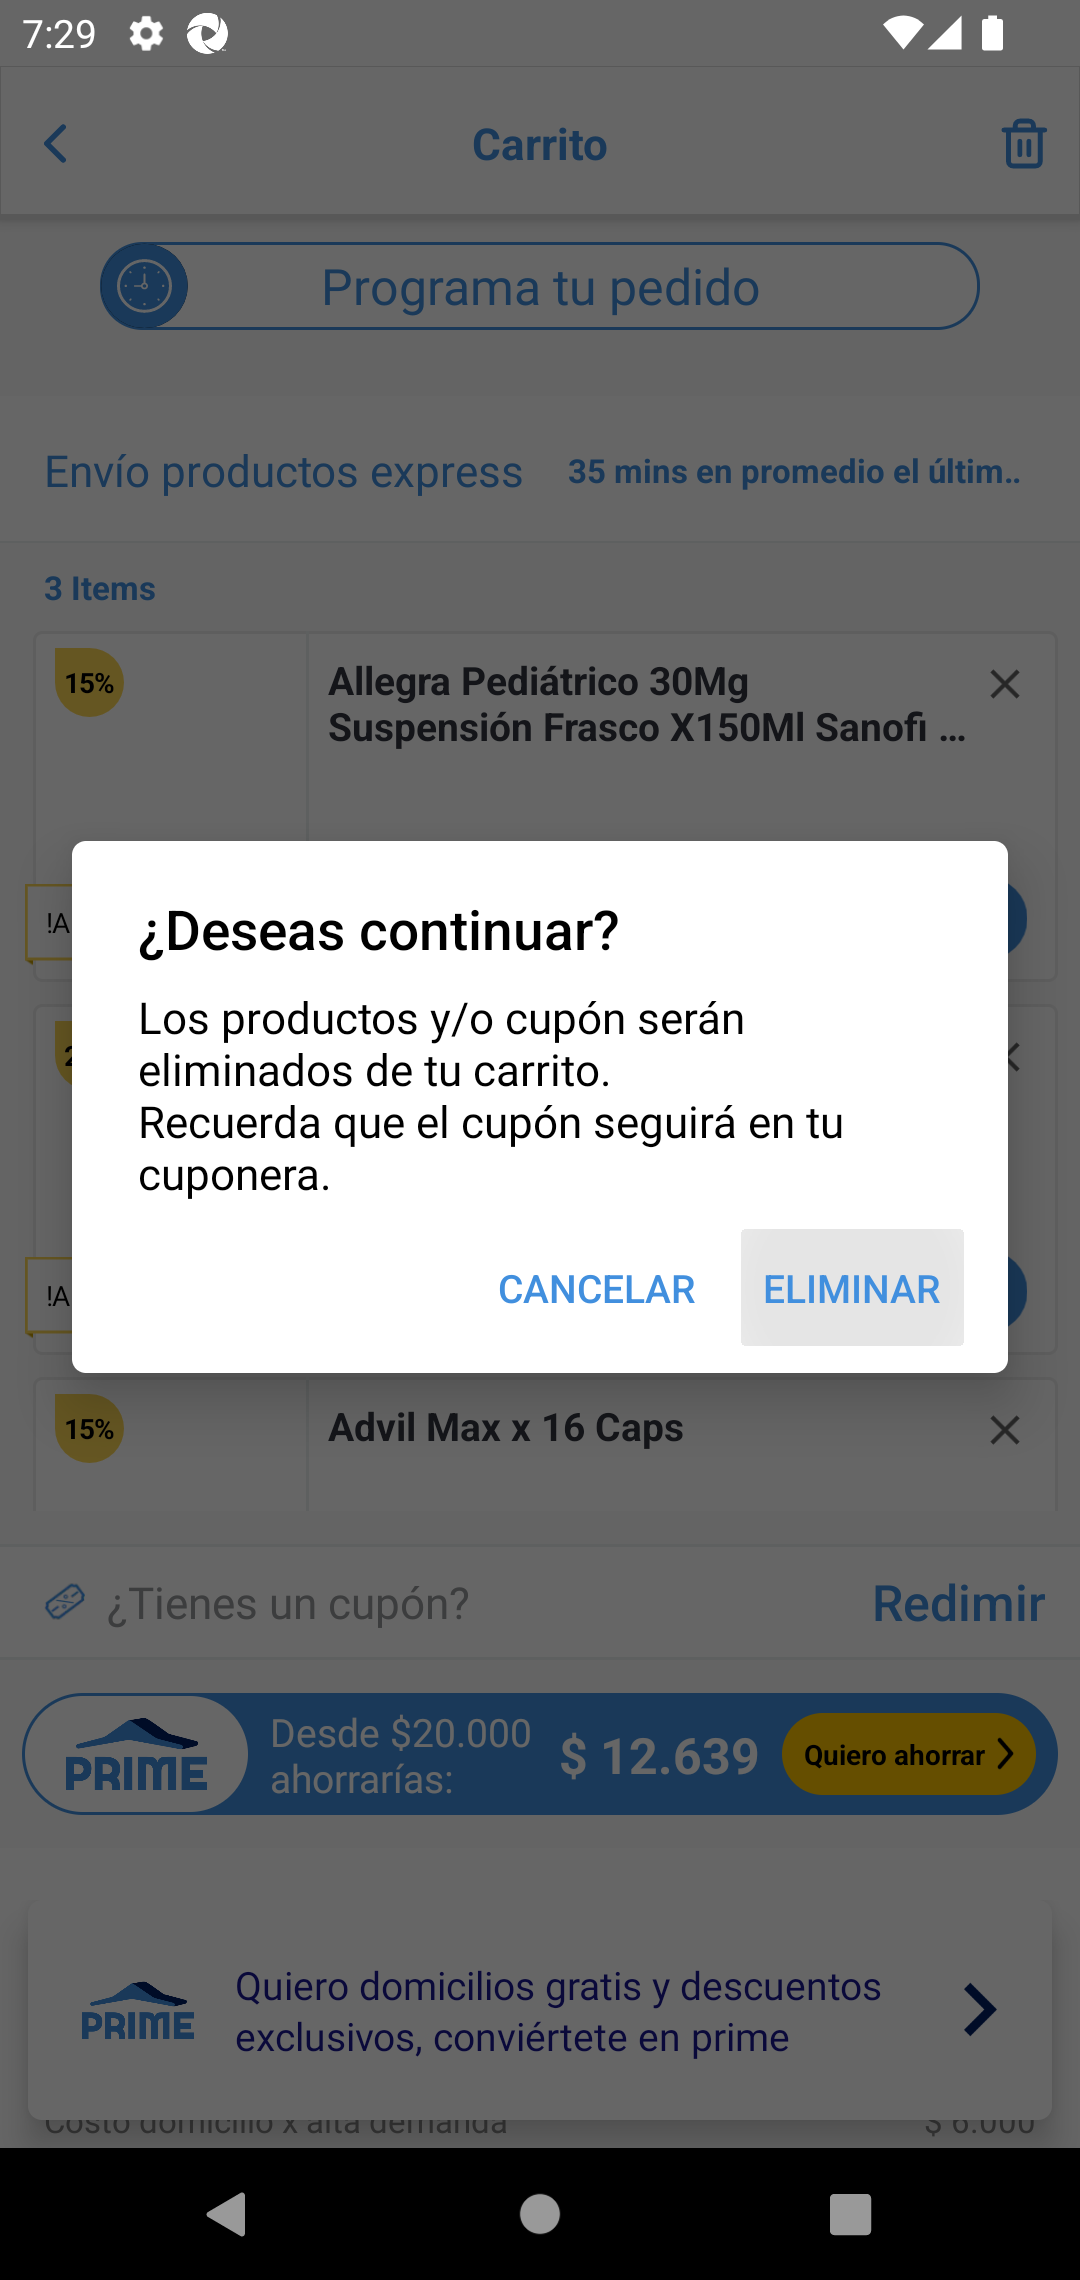 7:29
Carrito
Programa tu pedido
Envío productos express
35 mins en promedio el últim..
3 Items
15%
Allegra Pediátrico 30Mg
Suspensión Frasco X150Ml Sanofi ...
!A
¿Deseas continuar?
Los productos y/o cupón serán
eliminados de tu carrito.
Recuerda que el cupón seguirá en tu
cuponera.
!A
CANCELAR
ELIMINAR
15%
Advil Max x 16 Caps
¿Tienes un cupón?
Redimir
PRIME
Desde $20.000
ahorrarías:
$ 12.639
Quiero ahorrar
PRIME
Quiero domicilios gratis y descuentos
exclusivos, conviértete en prime
Costo domicilio x alta demanda
$ 6.000